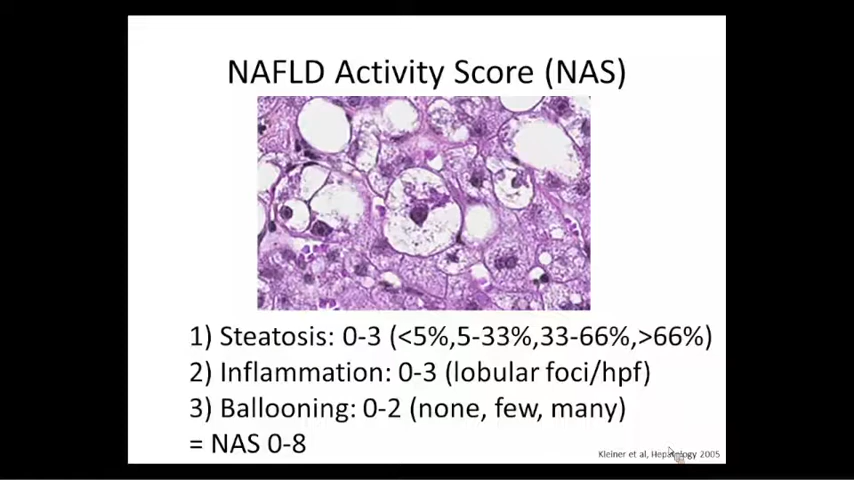 NAFLD Activity Score (NAS)
1) Steatosis: 0-3 (<5%,5-33%,33-66%,>66%)
2) Inflammation: 0-3 (lobular foci/hpf)
3) Ballooning: 0-2 (none, few, many)
= NAS 0-8
Kleiner et al, Hepatology 2005